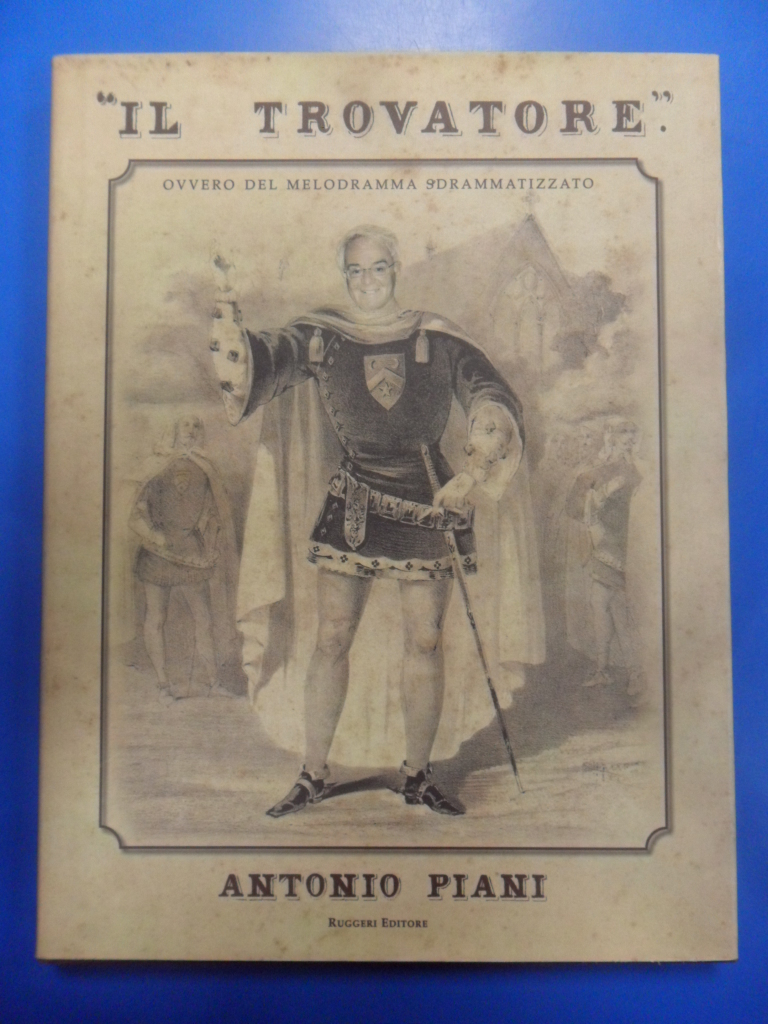 "IL TROVATORE".
OVVERO DEL MELODRAMMA SDRAMMATIZZATO
ANTONIO PIANI
RUGGERI EDITORE